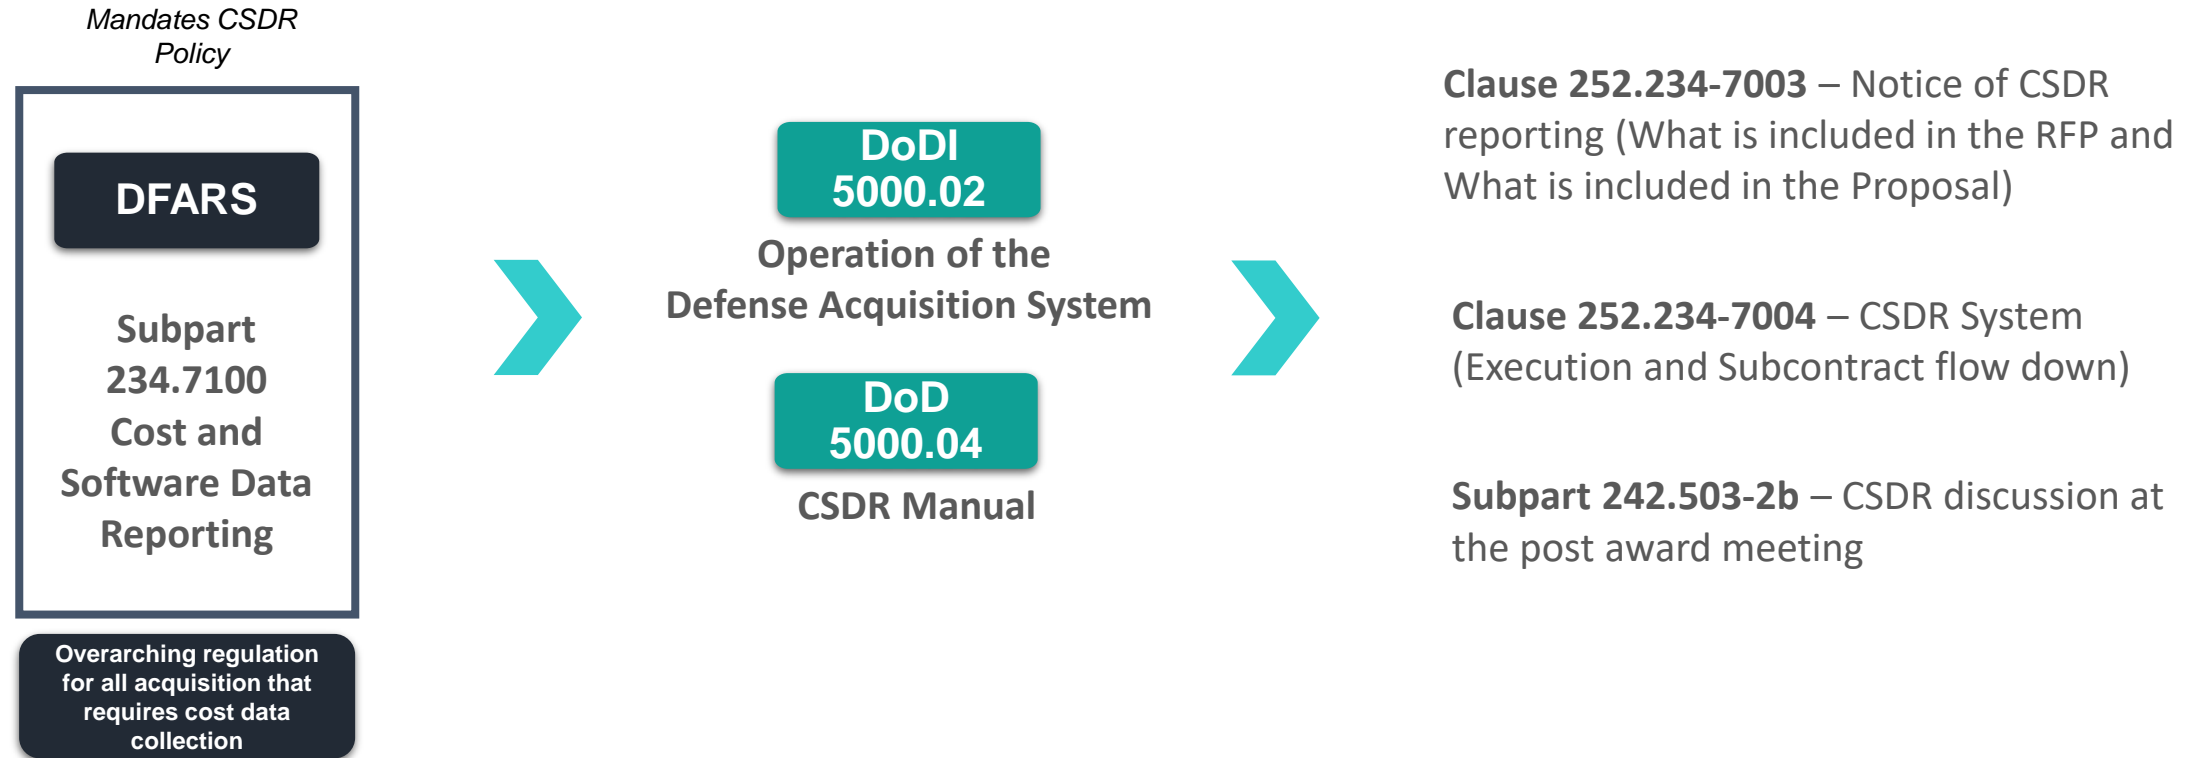 Mandates CSDR
Policy
DFARS
Subpart
234.7100
Cost and
Software Data
Reporting
Overarching regulation
for all acquisition that
requires cost data
collection
DoDI
5000.02
Operation of the
Defense Acquisition System
DoD
5000.04
CSDR Manual
Clause 252.234-7003 – Notice of CSDR
reporting (What is included in the RFP and
What is included in the Proposal)
Clause 252.234-7004 – CSDR System
(Execution and Subcontract flow down)
Subpart 242.503-2b – CSDR discussion at
the post award meeting